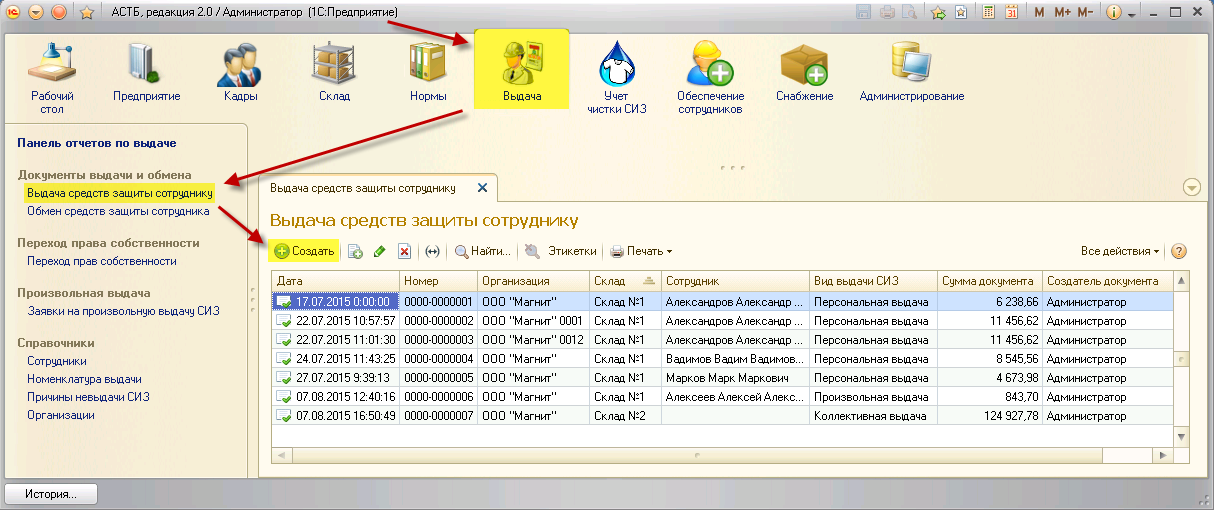 АСТБ, редакция 2.0 / Администратор (1С:Предприятие)
M M+ M-
Рабочий стол
Предприятие
Кадры
Склад
Нормы
Выдача
Учет чистки СИЗ
Обеспечение сотрудников
Снабжение
Администрирование
Панель отчетов по выдаче
Документы выдачи и обмена
Выдача средств защиты сотруднику
Обмен средств защиты сотрудника
Переход права собственности
Переход прав собственности
Произвольная выдача
Заявки на произвольную выдачу СИЗ
Справочники
Сотрудники
Номенклатура выдачи
Причины невыдачи СИЗ
Организации
Выдача средств защиты сотруднику
Выдача средств защиты сотруднику
Создать Найти... Этикетки Печать Все действия
Дата Номер Организация Склад Сотрудник Вид выдачи СИЗ Сумма документа Создатель документа
17.07.2015 0:00:00 0000-0000001 ООО "Магнит" Склад №1 Александров Александр ... Персональная выдача 6 238,66 Администратор
22.07.2015 10:57:57 0000-0000002 ООО "Магнит" 0001 Склад №1 Александров Александр ... Персональная выдача 11 456,62 Администратор
22.07.2015 11:01:30 0000-0000003 ООО "Магнит" 0012 Склад №1 Александров Александр ... Персональная выдача 11 456,62 Администратор
24.07.2015 11:43:25 0000-0000004 ООО "Магнит" Склад №1 Вадимов Вадим Вадимов... Персональная выдача 8 545,56 Администратор
27.07.2015 9:39:13 0000-0000005 ООО "Магнит" Склад №1 Марков Марк Маркович Персональная выдача 4 673,98 Администратор
07.08.2015 12:40:16 0000-0000006 ООО "Магнит" Склад №1 Алексеев Алексей Алекс... Произвольная выдача 843,70 Администратор
07.08.2015 16:50:49 0000-0000007 ООО "Магнит" Склад №2 Коллективная выдача 124 927,78 Администратор
История...